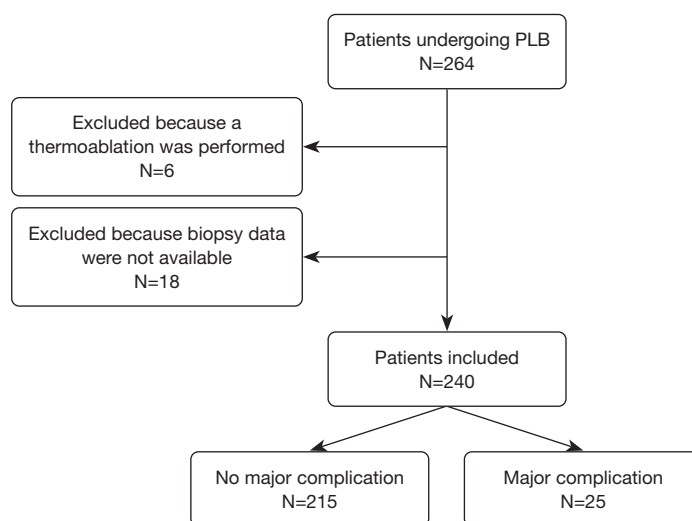 Patients undergoing PLB
N=264
Excluded because a
thermoablation was performed
N=6
Excluded because biopsy data
were not available
N=18
Patients included
N=240
No major complication
N=215
Major complication
N=25